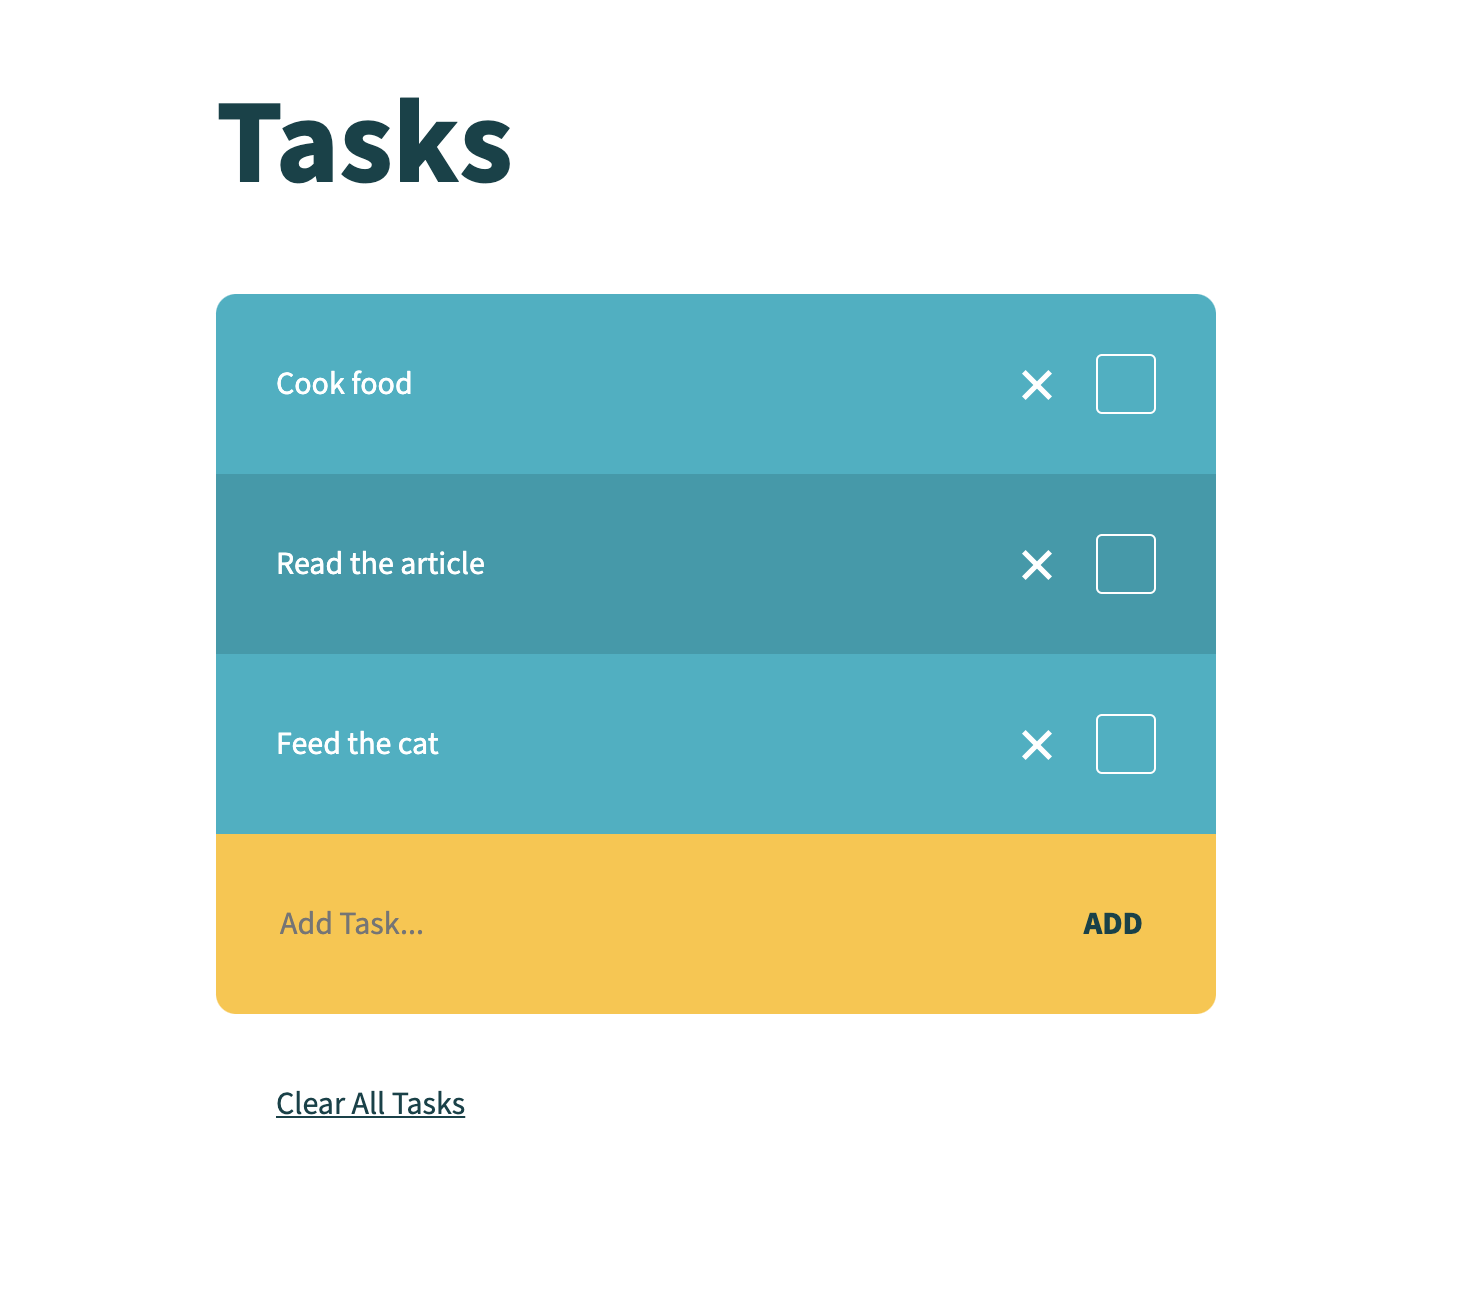 Tasks
Cook food
Read the article
Feed the cat
Add Task...
ADD
Clear All Tasks